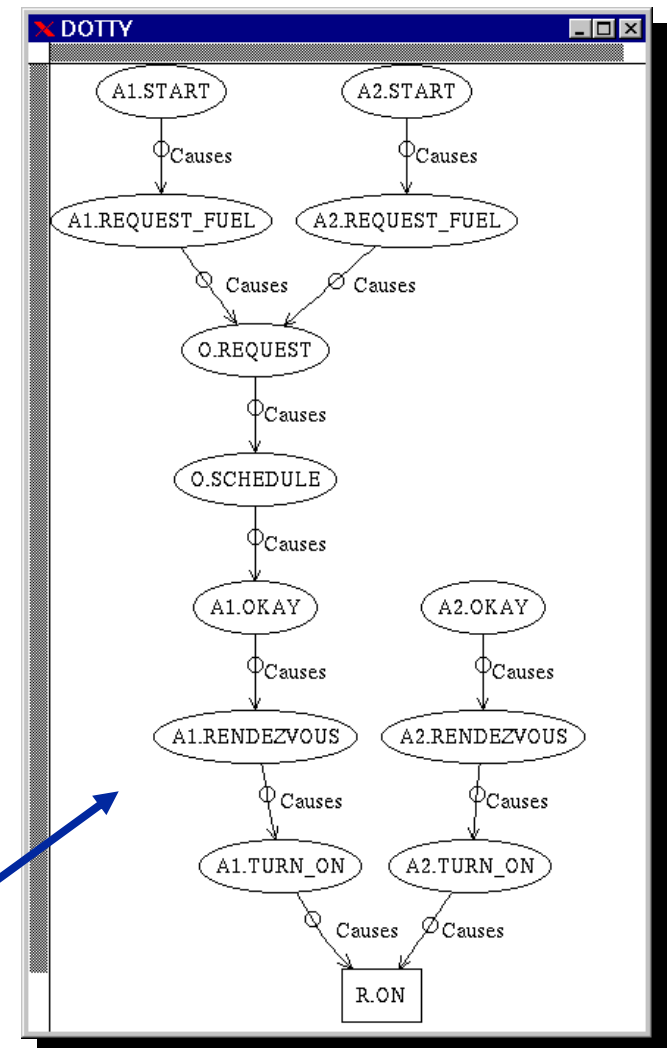 DOTTY
A1.START A2.START
Causes Causes
A1.REQUEST_FUEL A2.REQUEST_FUEL
Causes Causes
O.REQUEST
Causes
O.SCHEDULE
Causes
A1.OKAY A2.OKAY
Causes Causes
A1.RENDEZVOUS A2.RENDEZVOUS
Causes Causes
A1.TURN_ON A2.TURN_ON
Causes Causes
R.ON